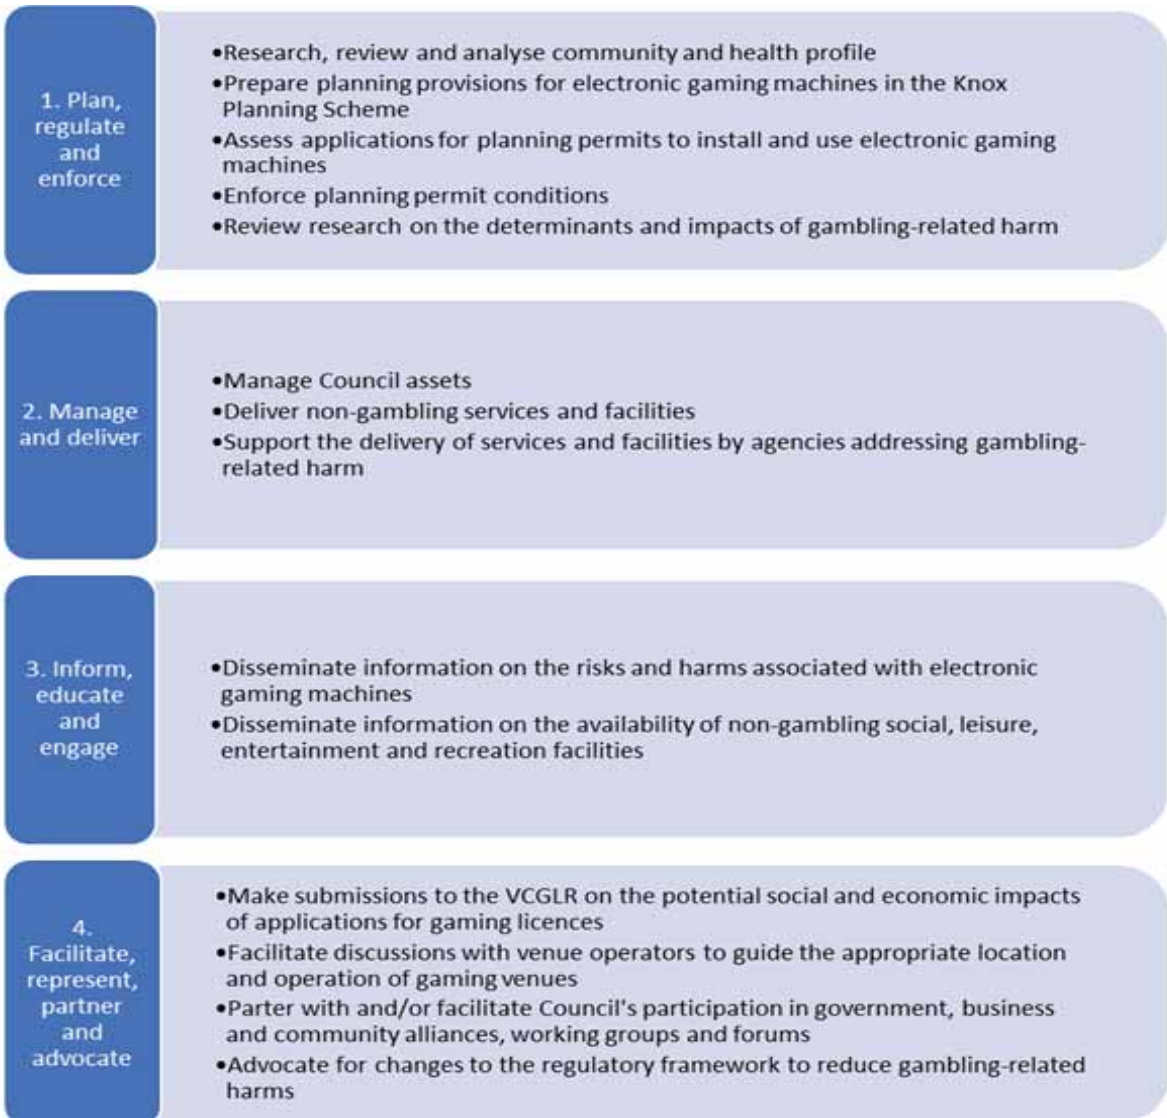 1. Plan,
regulate
and
enforce
•Research, review and analyse community and health profile
•Prepare planning provisions for electronic gaming machines in the Knox
Planning Scheme
•Assess applications for planning permits to install and use electronic gaming
machines
•Enforce planning permit conditions
•Review research on the determinants and impacts of gambling-related harm
2. Manage
and deliver
•Manage Council assets
•Deliver non-gambling services and facilities
•Support the delivery of services and facilities by agencies addressing gambling-
related harm
3. Inform,
educate
and
engage
•Disseminate information on the risks and harms associated with electronic
gaming machines
•Disseminate information on the availability of non-gambling social, leisure,
entertainment and recreation facilities
4.
Facilitate,
represent,
partner
and
advocate
•Make submissions to the VCGLR on the potential social and economic impacts
of applications for gaming licences
•Facilitate discussions with venue operators to guide the appropriate location
and operation of gaming venues
•Parter with and/or facilitate Council's participation in government, business
and community alliances, working groups and forums
•Advocate for changes to the regulatory framework to reduce gambling-related
harms